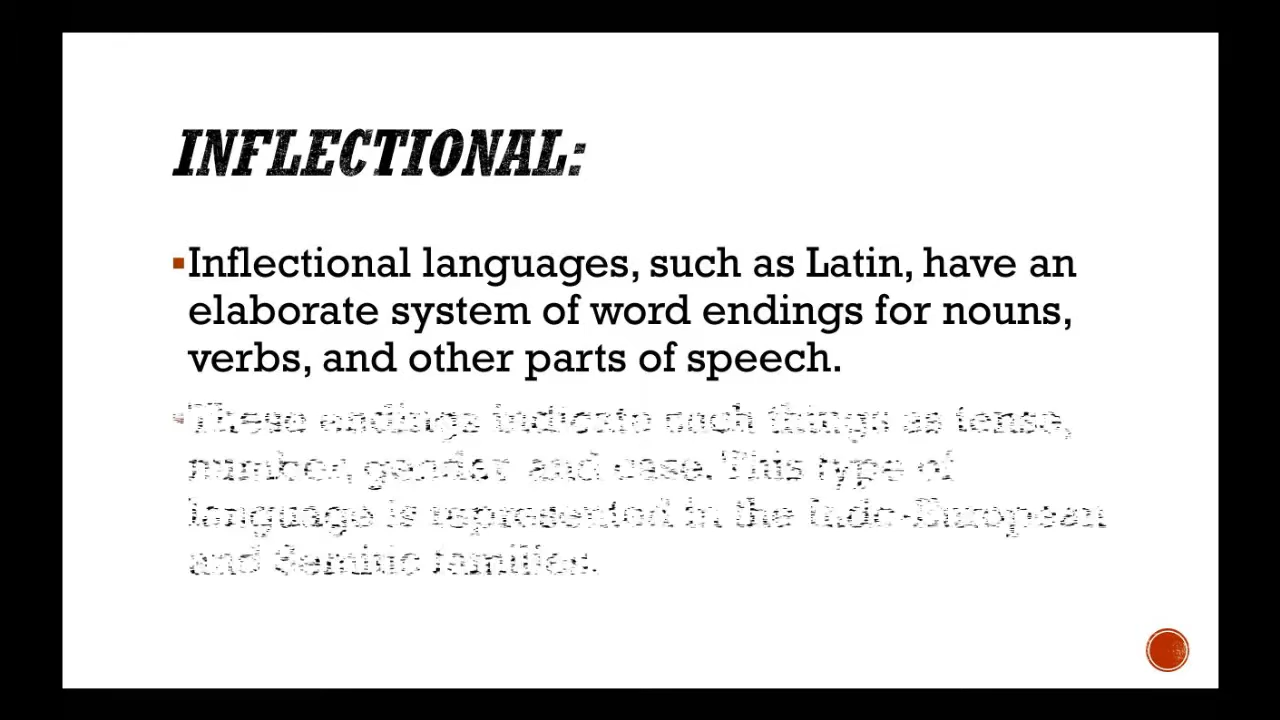 INFLECTIONAL:
▪Inflectional languages, such as Latin, have an
elaborate system of word endings for nouns,
verbs, and other parts of speech.
▪These endings indicate such things as tense,
number, gender and case. This type of
language is represented in the Indo-European
and Semitic families.